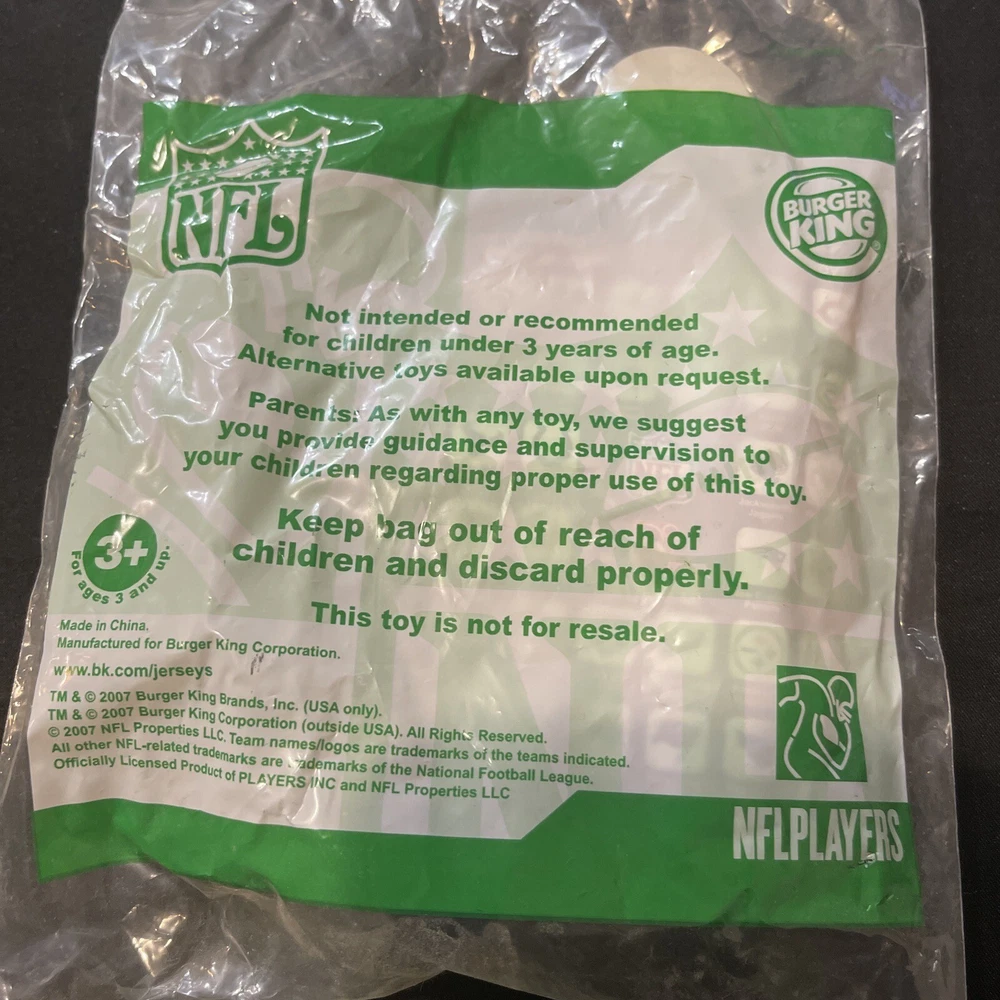 NFL
BURGER
KING®
Not intended or recommended
for children under 3 years of age.
Alternative toys available upon request.
Parents: As with any toy, we suggest
you provide guidance and supervision to
your children regarding proper use of this toy.
Keep bag out of reach of
children and discard properly.
This toy is not for resale.
3+
For ages 3 and up.
Made in China.
Manufactured for Burger King Corporation.
www.bk.com/jerseys
TM & © 2007 Burger King Brands, Inc. (USA only).
TM & © 2007 Burger King Corporation (outside USA). All Rights Reserved.
© 2007 NFL Properties LLC. Team names/logos are trademarks of the teams indicated.
All other NFL-related trademarks are trademarks of the National Football League.
Officially Licensed Product of PLAYERS INC and NFL Properties LLC
NFLPLAYERS